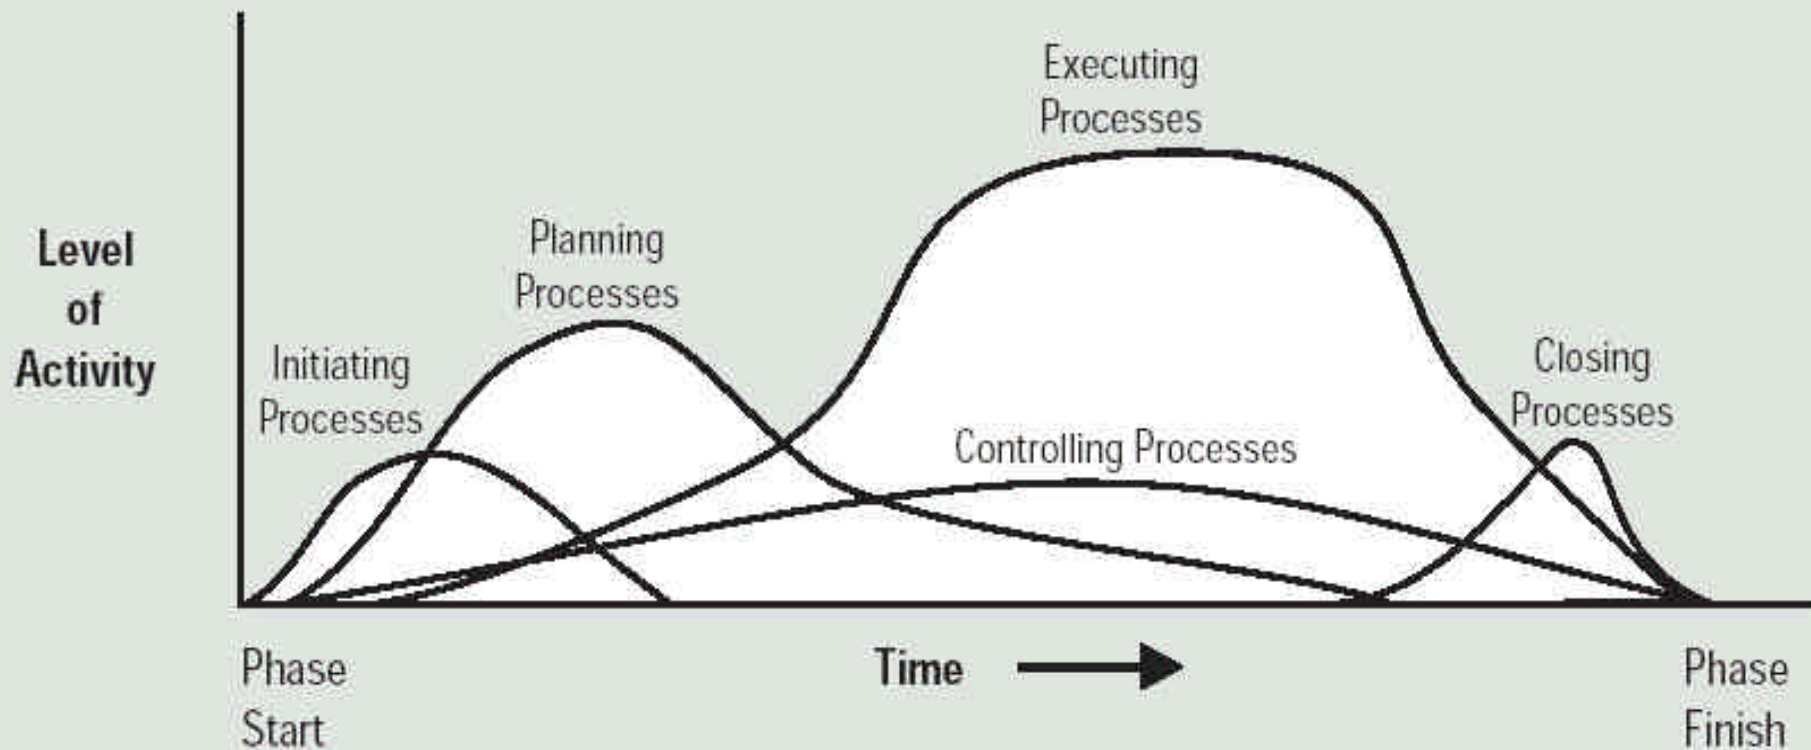 Executing
Processes
Planning
Processes
Level
of
Activity
Initiating
Processes
Closing
Processes
Controlling Processes
Phase
Start
Time
Phase
Finish